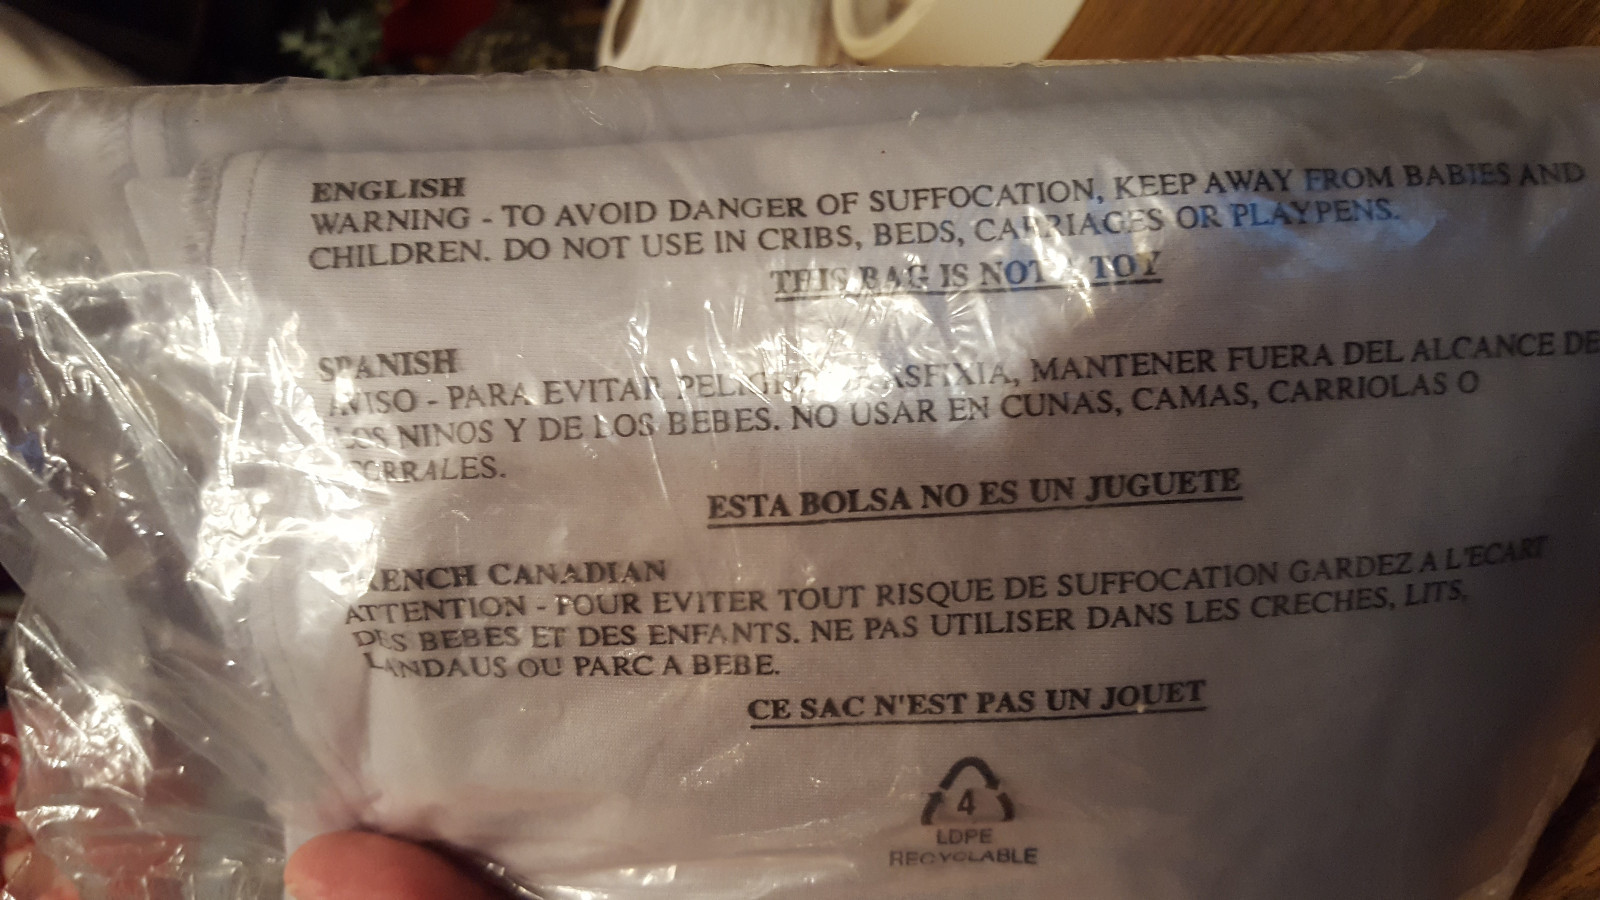 ENGLISH
WARNING - TO AVOID DANGER OF SUFFOCATION, KEEP AWAY FROM BABIES AND
CHILDREN. DO NOT USE IN CRIBS, BEDS, CARRIAGES OR PLAYPENS.
THIS BAG IS NOT A TOY
SPANISH
AVISO - PARA EVITAR PELIGRO DE ASFIXIA, MANTENER FUERA DEL ALCANCE DE
LOS NINOS Y DE LOS BEBES. NO USAR EN CUNAS, CAMAS, CARRIOLAS O
CORRALES.
ESTA BOLSA NO ES UN JUGUETE
FRENCH CANADIAN
ATTENTION - POUR EVITER TOUT RISQUE DE SUFFOCATION GARDEZ A L'ECART
DES BEBES ET DES ENFANTS. NE PAS UTILISER DANS LES CRECHES, LITS,
LANDAUS OU PARC A BEBE.
CE SAC N'EST PAS UN JOUET
4
LDPE
RECYCLABLE